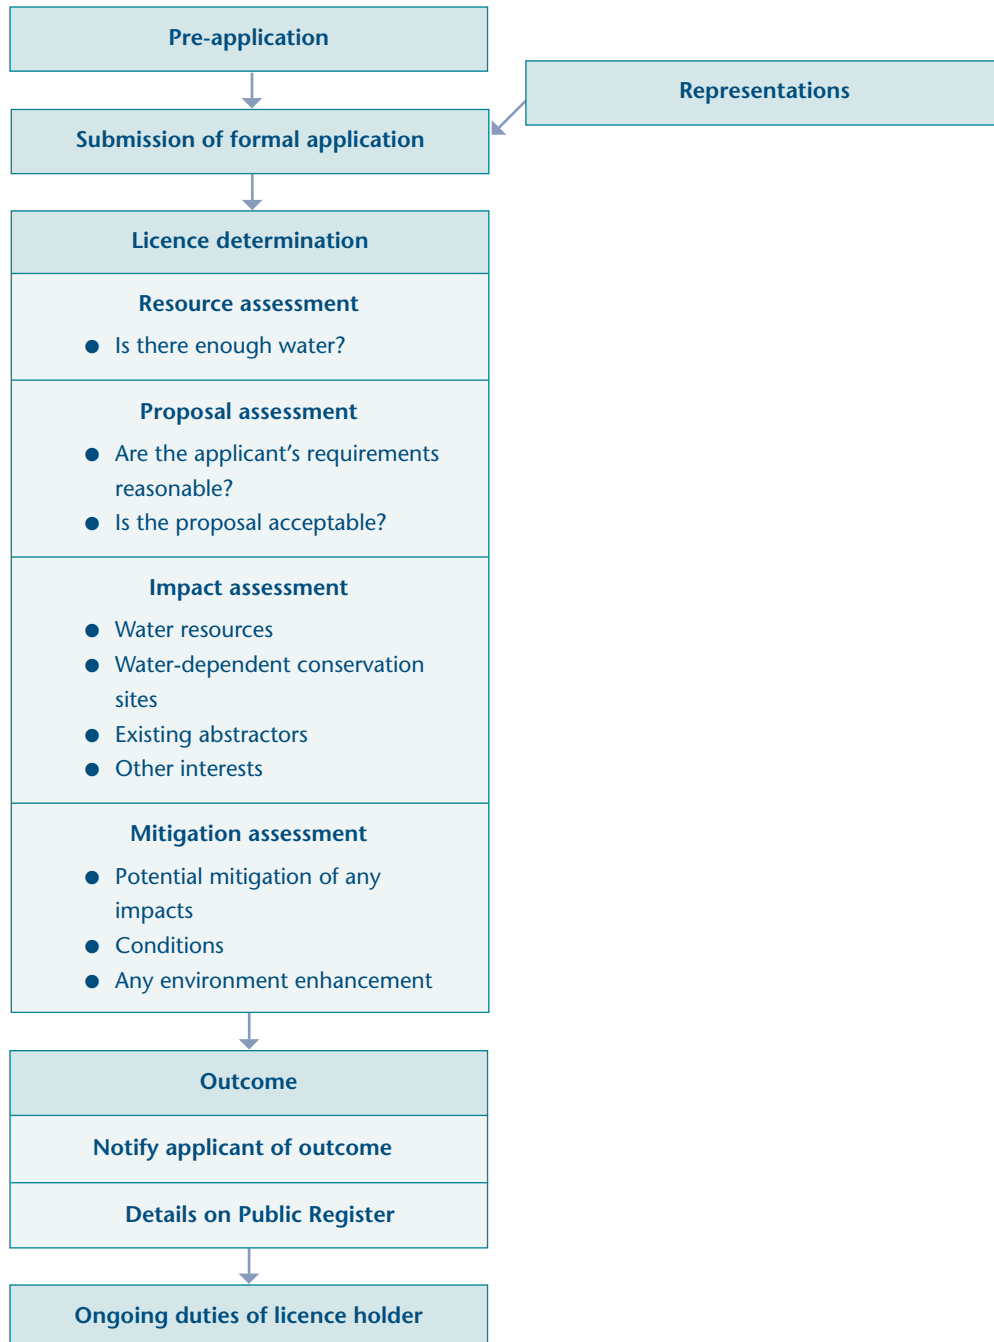 Pre-application
Representations
Submission of formal application
Licence determination
Resource assessment
● Is there enough water?
Proposal assessment
● Are the applicant’s requirements
reasonable?
● Is the proposal acceptable?
Impact assessment
● Water resources
● Water-dependent conservation
sites
● Existing abstractors
● Other interests
Mitigation assessment
● Potential mitigation of any
impacts
● Conditions
● Any environment enhancement
Outcome
Notify applicant of outcome
Details on Public Register
Ongoing duties of licence holder